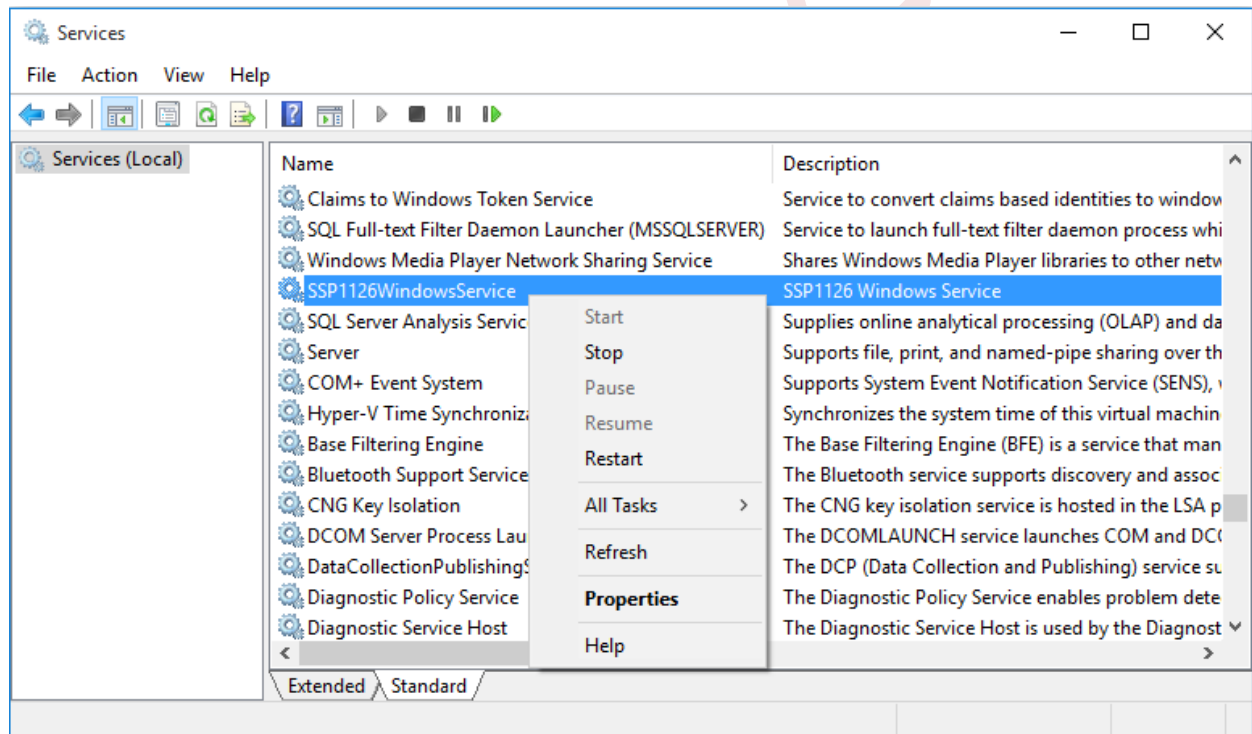 Services
File Action View Help
Services (Local)
Name Description
Claims to Windows Token Service Service to convert claims based identities to window
SQL Full-text Filter Daemon Launcher (MSSQLSERVER) Service to launch full-text filter daemon process whi
Windows Media Player Network Sharing Service Shares Windows Media Player libraries to other netw
SSP1126WindowsService SSP1126 Windows Service
SQL Server Analysis Servic Start Supplies online analytical processing (OLAP) and da
Server Stop Supports file, print, and named-pipe sharing over th
COM+ Event System Pause Supports System Event Notification Service (SENS),
Hyper-V Time Synchroniza Resume Synchronizes the system time of this virtual machin
Base Filtering Engine Restart The Base Filtering Engine (BFE) is a service that man
Bluetooth Support Service The Bluetooth service supports discovery and assoc
CNG Key Isolation All Tasks The CNG key isolation service is hosted in the LSA p
DCOM Server Process Lau Refresh The DCOMLAUNCH service launches COM and DC
DataCollectionPublishing The DCP (Data Collection and Publishing) service su
Diagnostic Policy Service Properties The Diagnostic Policy Service enables problem dete
Diagnostic Service Host Help The Diagnostic Service Host is used by the Diagnost
Extended Standard